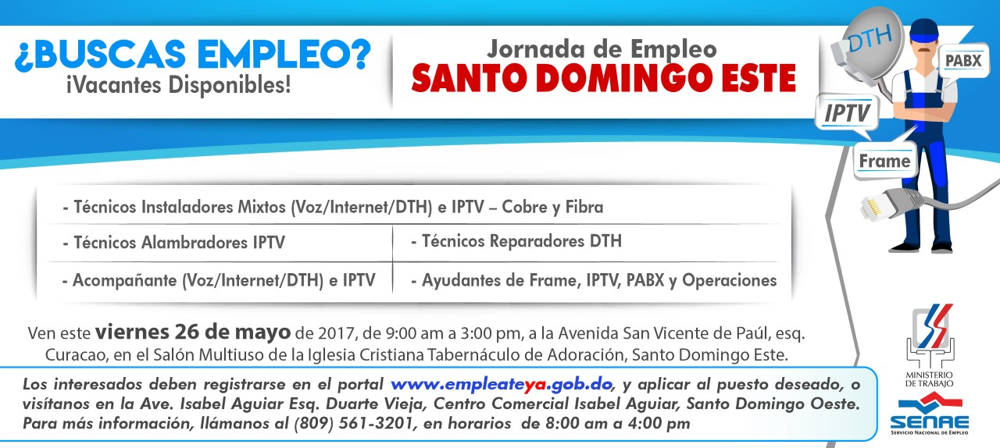 ¿BUSCAS EMPLEO?
¡Vacantes Disponibles!
Jornada de Empleo
SANTO DOMINGO ESTE
DTH
PABX
IPTV
Frame
- Técnicos Instaladores Mixtos (Voz/Internet/DTH) e IPTV – Cobre y Fibra
- Técnicos Alambradores IPTV
- Técnicos Reparadores DTH
- Acompañante (Voz/Internet/DTH) e IPTV
- Ayudantes de Frame, IPTV, PABX y Operaciones
Ven este viernes 26 de mayo de 2017, de 9:00 am a 3:00 pm, a la Avenida San Vicente de Paúl, esq.
Curacao, en el Salón Multiuso de la Iglesia Cristiana Tabernáculo de Adoración, Santo Domingo Este.
Los interesados deben registrarse en el portal www.empleateya.gob.do, y aplicar al puesto deseado, o
visítanos en la Ave. Isabel Aguiar Esq. Duarte Vieja, Centro Comercial Isabel Aguiar, Santo Domingo Oeste.
Para más información, llámanos al (809) 561-3201, en horarios de 8:00 am a 4:00 pm
MINISTERIO
DE TRABAJO
SENAE
SERVICIO NACIONAL DE EMPLEO